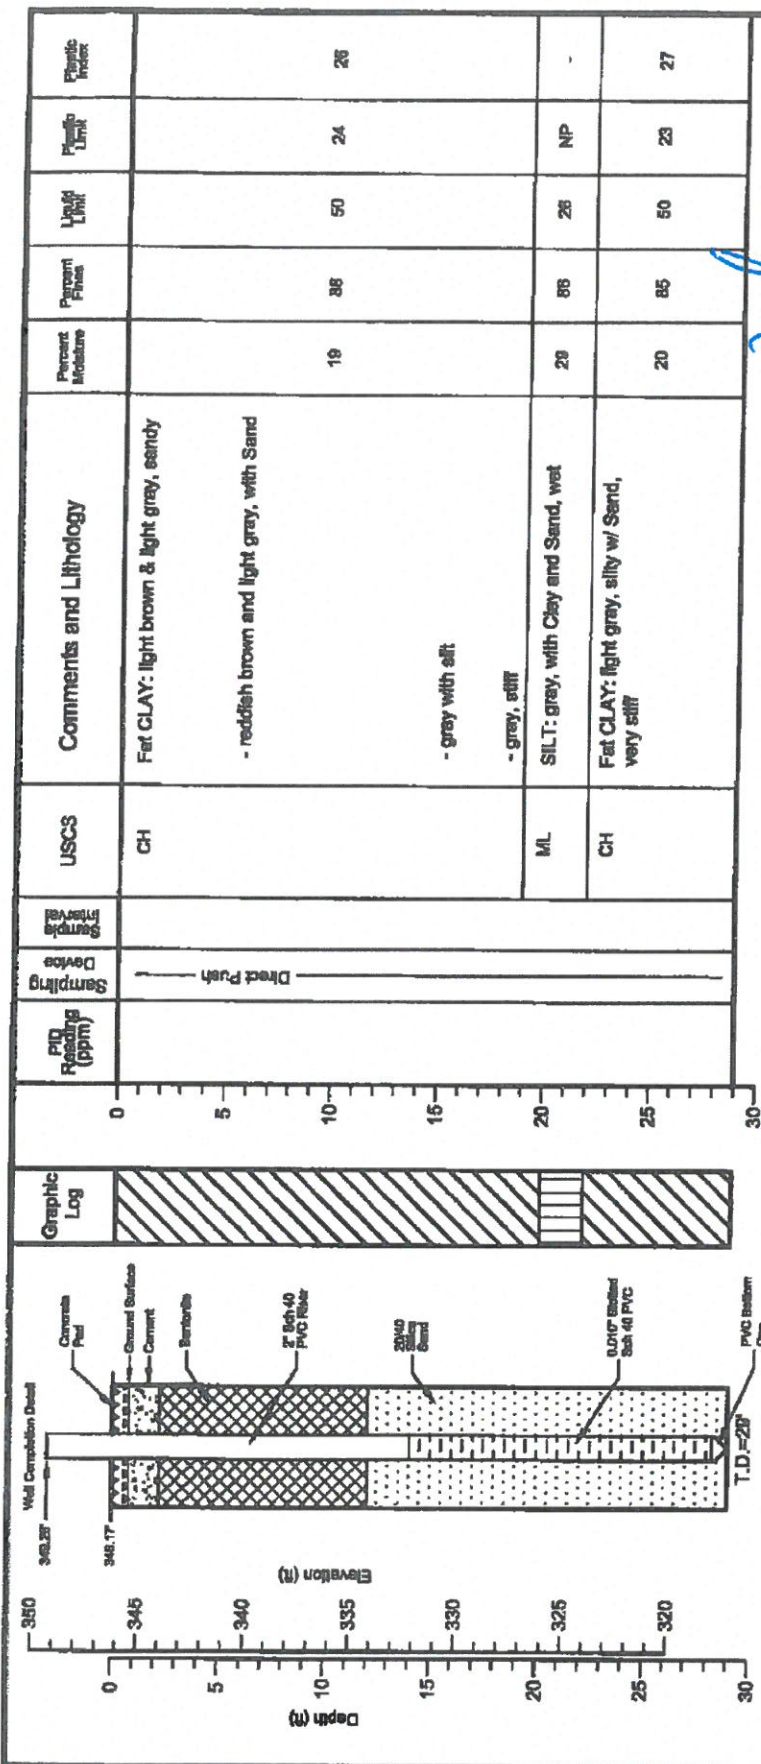 Depth (ft)
0
5
10
15
20
25
30
Elevation (ft)
350
345
340
335
330
325
320
Well Completion Detail
349.28'
346.17'
Concrete
Pad
Ground Surface
Cement
Bentonite
2" Sch 40
PVC Riser
20/40
Silica
Sand
0.010" Slotted
Sch 40 PVC
PVC Bottom
T.D.=29'
Graphic
Log
0
5
10
15
20
25
30
PID
Reading
(ppm)
Sampling
Device
Direct Push
Sample
Interval
USCS
CH
ML
CH
Comments and Lithology
Fat CLAY: light brown & light gray, sandy
- reddish brown and light gray, with Sand
- gray with silt
- gray, stiff
SILT: gray, with Clay and Sand, wet
Fat CLAY: light gray, silty w/ Sand,
very stiff
Percent
Moisture
19
29
20
Percent
Fines
88
86
85
Liquid
Limit
50
26
50
Plastic
Limit
24
NP
23
Plastic
Index
26
-
27